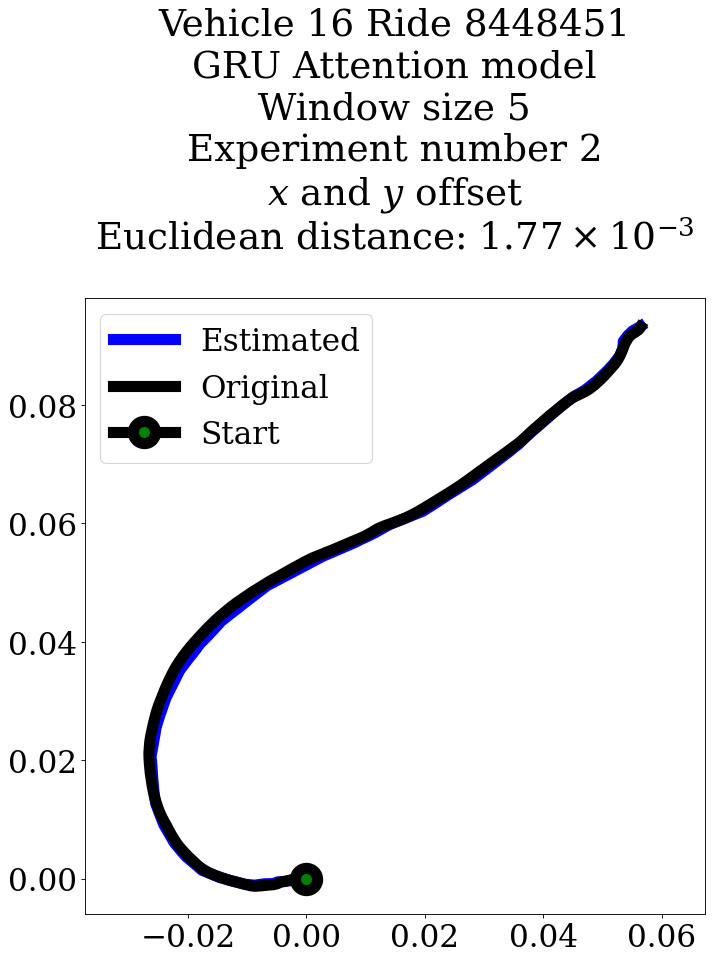 Vehicle 16 Ride 8448451
GRU Attention model
Window size 5
Experiment number 2
x and y offset
Euclidean distance: 1.77 × 10⁻³
Estimated
Original
Start
0.08
0.06
0.04
0.02
0.00
−0.02 0.00 0.02 0.04 0.06